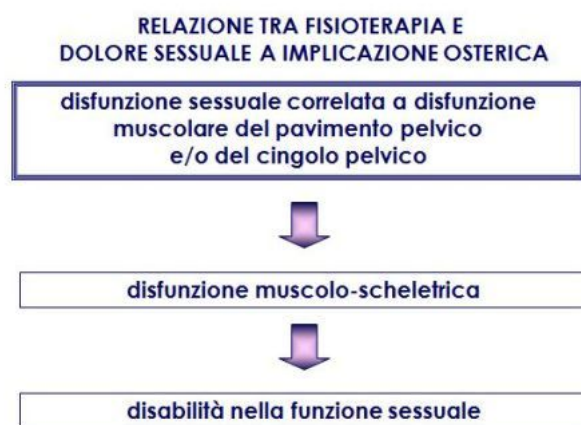 RELAZIONE TRA FISIOTERAPIA E
DOLORE SESSUALE A IMPLICAZIONE OSTERICA
disfunzione sessuale correlata a disfunzione
muscolare del pavimento pelvico
e/o del cingolo pelvico
disfunzione muscolo-scheletrica
disabilità nella funzione sessuale